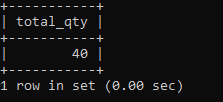 +-----------+
| total_qty |
+-----------+
|        40 |
+-----------+
1 row in set (0.00 sec)